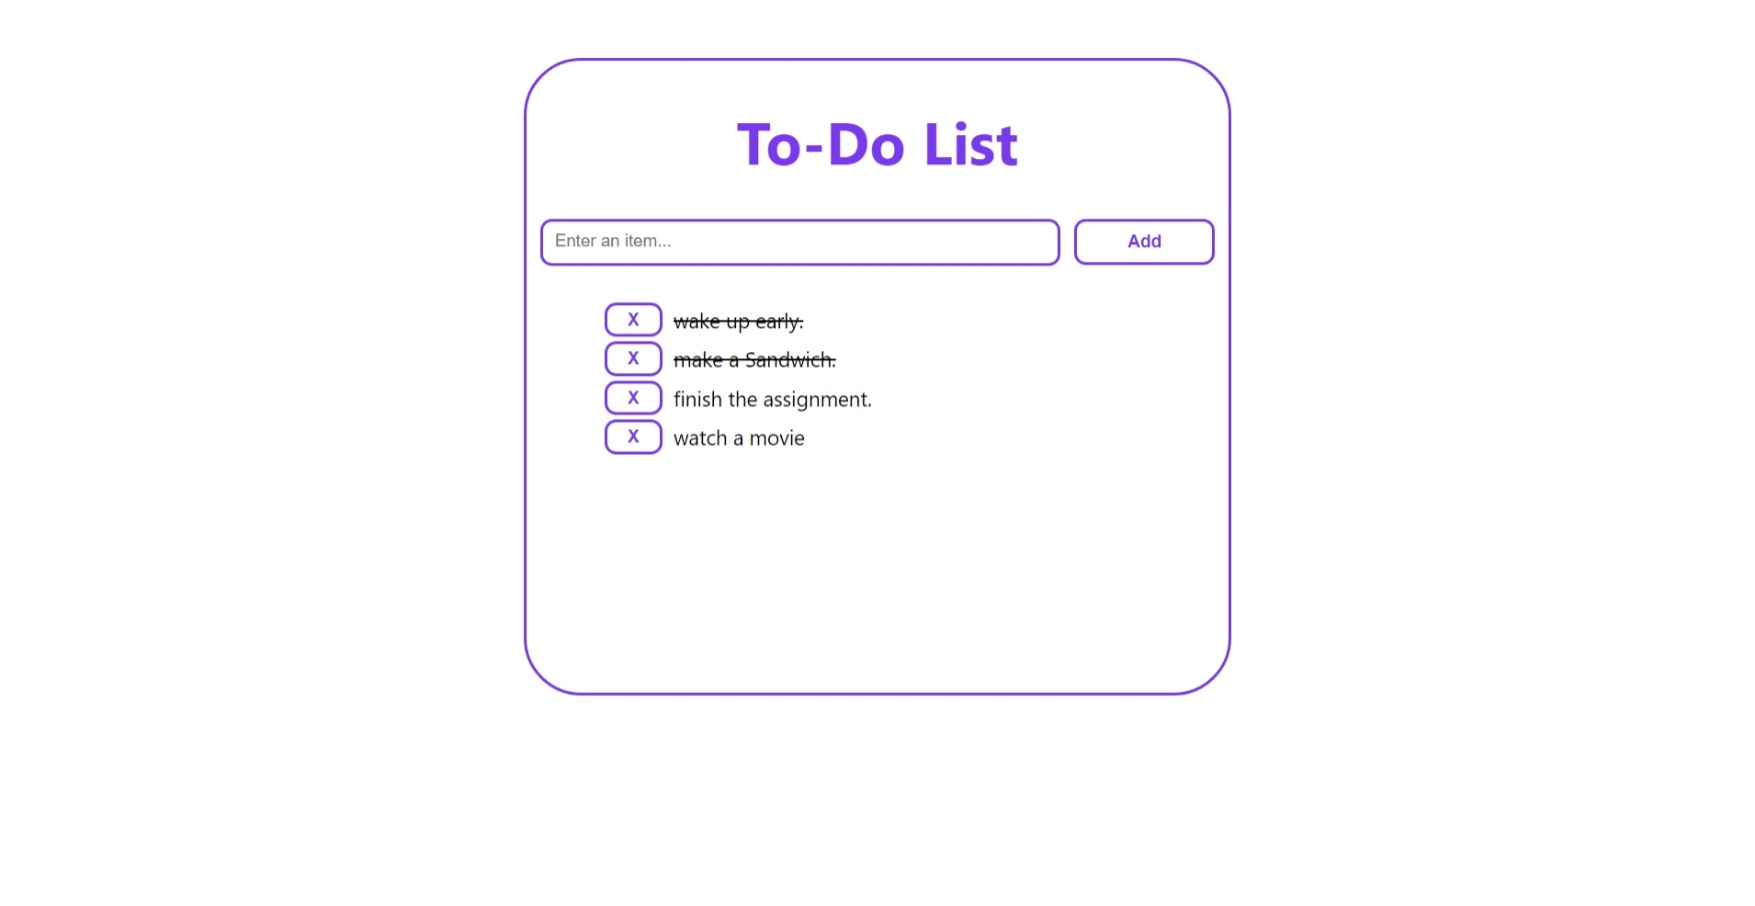 To-Do List
Enter an item...
Add
X wake up early.
X make a Sandwich.
X finish the assignment.
X watch a movie